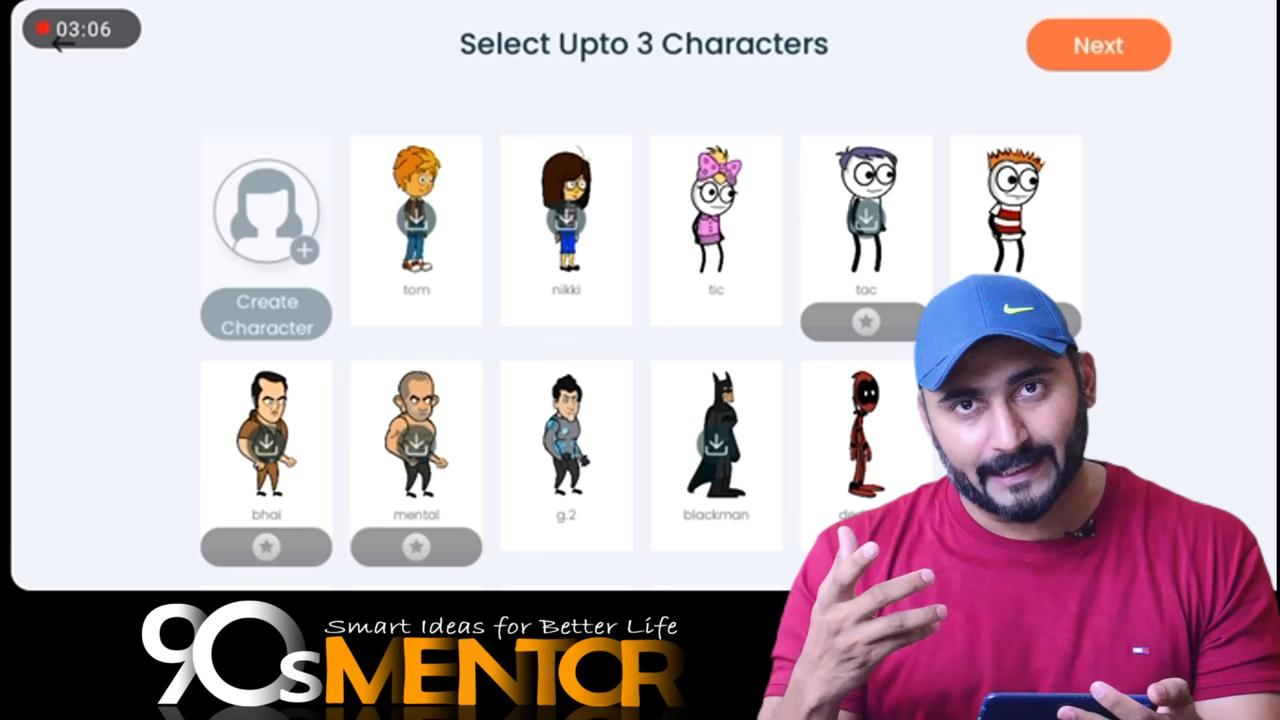 03:06
Select Upto 3 Characters
Next
Create
Character
tom
nikki
tic
tac
bhai
mental
g.2
blackman
90s MENTOR
Smart Ideas for Better Life